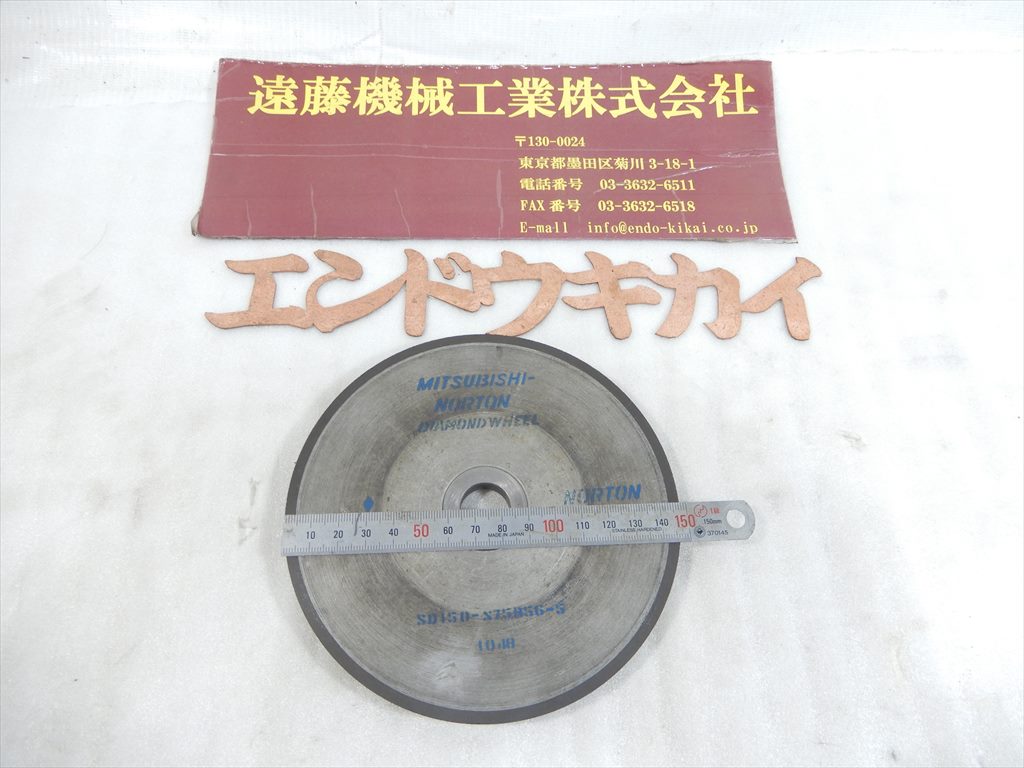 遠藤機械工業株式会社
〒130-0024
東京都墨田区菊川 3-18-1
電話番号 03-3632-6511
FAX 番号 03-3632-6518
E-mall info@endo-kikai.co.jp
エンドウキカイ
MITSUBISHI-
NORTON
DIAMOND WHEEL
NORTON
10 20 30 40 50 60 70 80 90 100 110 120 130 140 150
MADE IN JAPAN
STAINLESS HARDENED
1級
150mm
370145